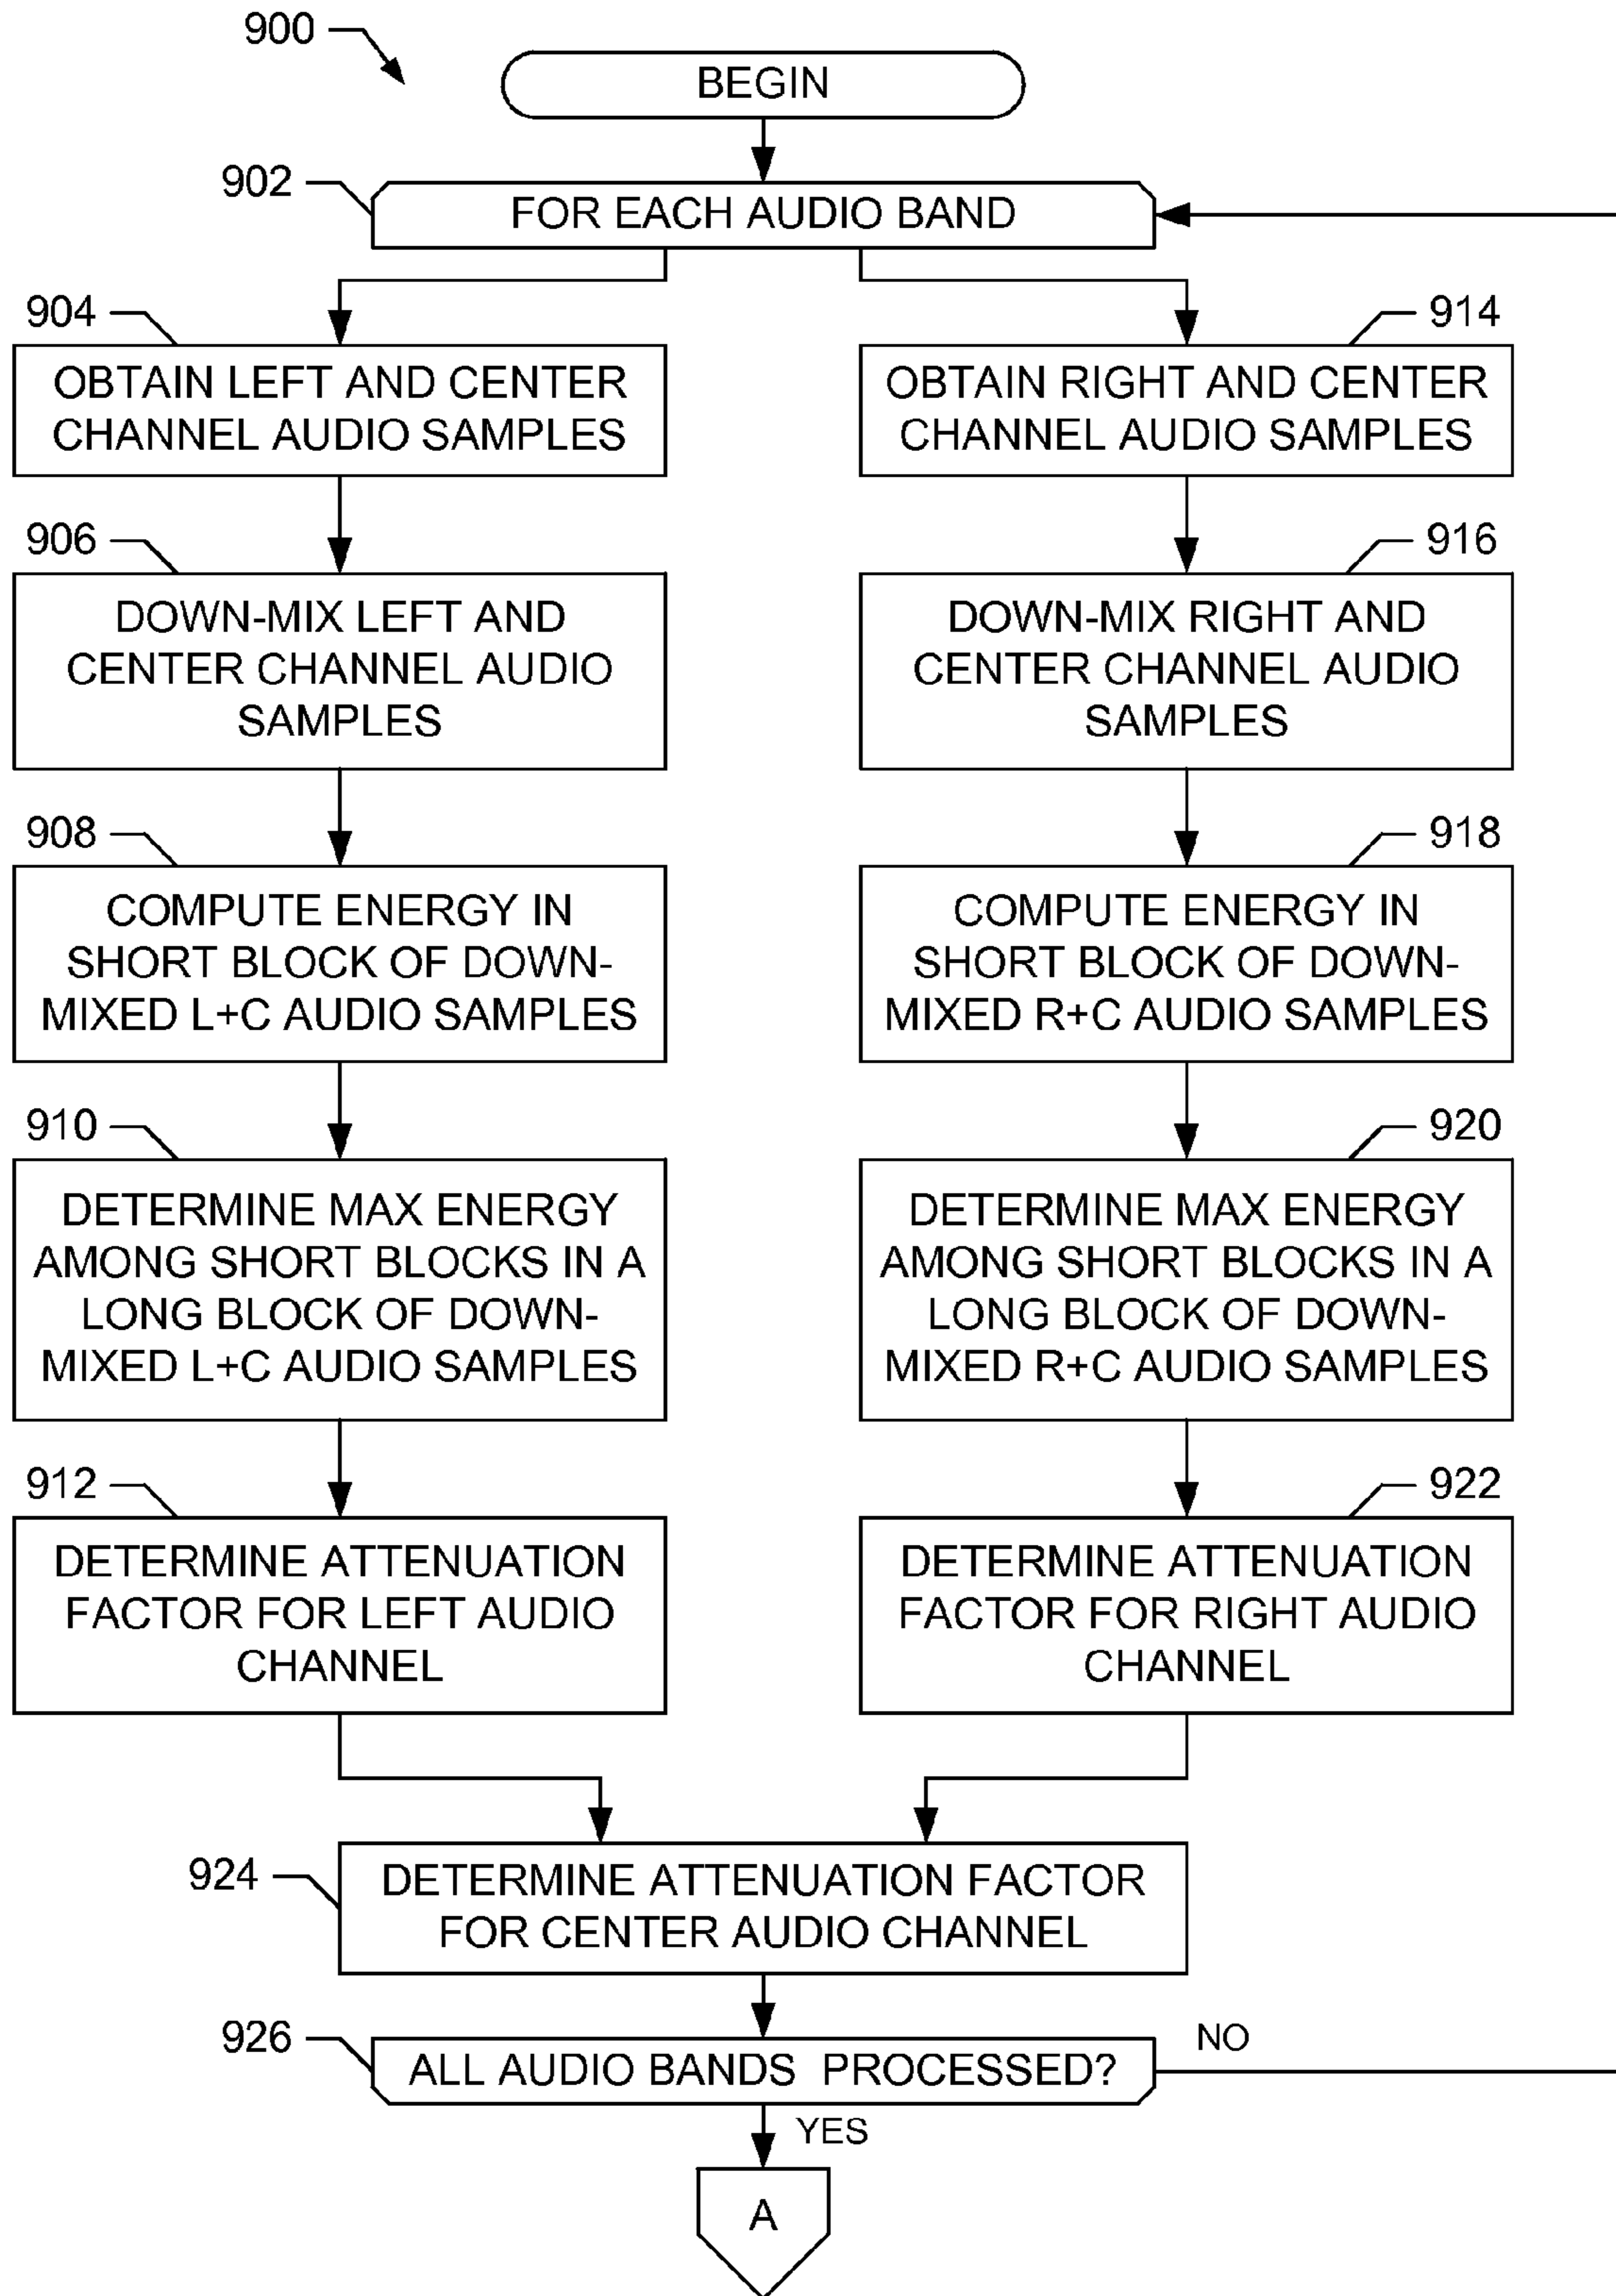 900
BEGIN
902
FOR EACH AUDIO BAND
904
OBTAIN LEFT AND CENTER
CHANNEL AUDIO SAMPLES
906
DOWN-MIX LEFT AND
CENTER CHANNEL AUDIO
SAMPLES
908
COMPUTE ENERGY IN
SHORT BLOCK OF DOWN-
MIXED L+C AUDIO SAMPLES
910
DETERMINE MAX ENERGY
AMONG SHORT BLOCKS IN A
LONG BLOCK OF DOWN-
MIXED L+C AUDIO SAMPLES
912
DETERMINE ATTENUATION
FACTOR FOR LEFT AUDIO
CHANNEL
914
OBTAIN RIGHT AND CENTER
CHANNEL AUDIO SAMPLES
916
DOWN-MIX RIGHT AND
CENTER CHANNEL AUDIO
SAMPLES
918
COMPUTE ENERGY IN
SHORT BLOCK OF DOWN-
MIXED R+C AUDIO SAMPLES
920
DETERMINE MAX ENERGY
AMONG SHORT BLOCKS IN A
LONG BLOCK OF DOWN-
MIXED R+C AUDIO SAMPLES
922
DETERMINE ATTENUATION
FACTOR FOR RIGHT AUDIO
CHANNEL
924
DETERMINE ATTENUATION FACTOR
FOR CENTER AUDIO CHANNEL
926
ALL AUDIO BANDS PROCESSED?
NO
YES
A